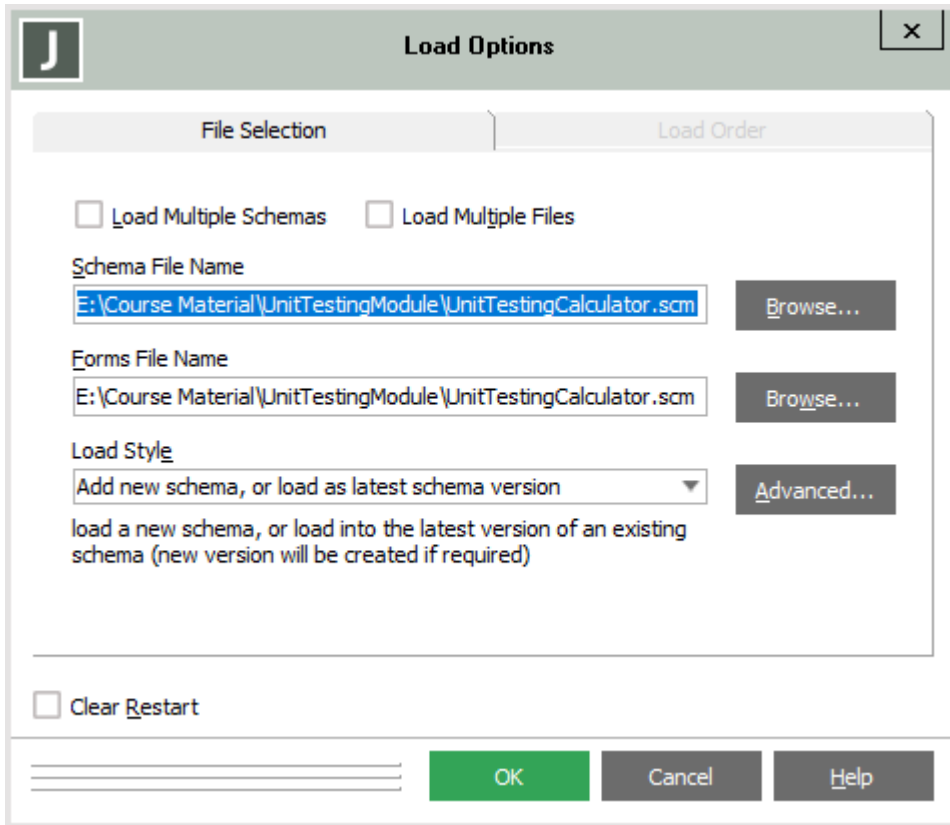 J
Load Options
×
File Selection
Load Order
Load Multiple Schemas
Load Multiple Files
Schema File Name
E:\Course Material\UnitTestingModule\UnitTestingCalculator.scm
Browse...
Forms File Name
E:\Course Material\UnitTestingModule\UnitTestingCalculator.scm
Browse...
Load Style
Add new schema, or load as latest schema version
Advanced...
load a new schema, or load into the latest version of an existing
schema (new version will be created if required)
Clear Restart
OK
Cancel
Help